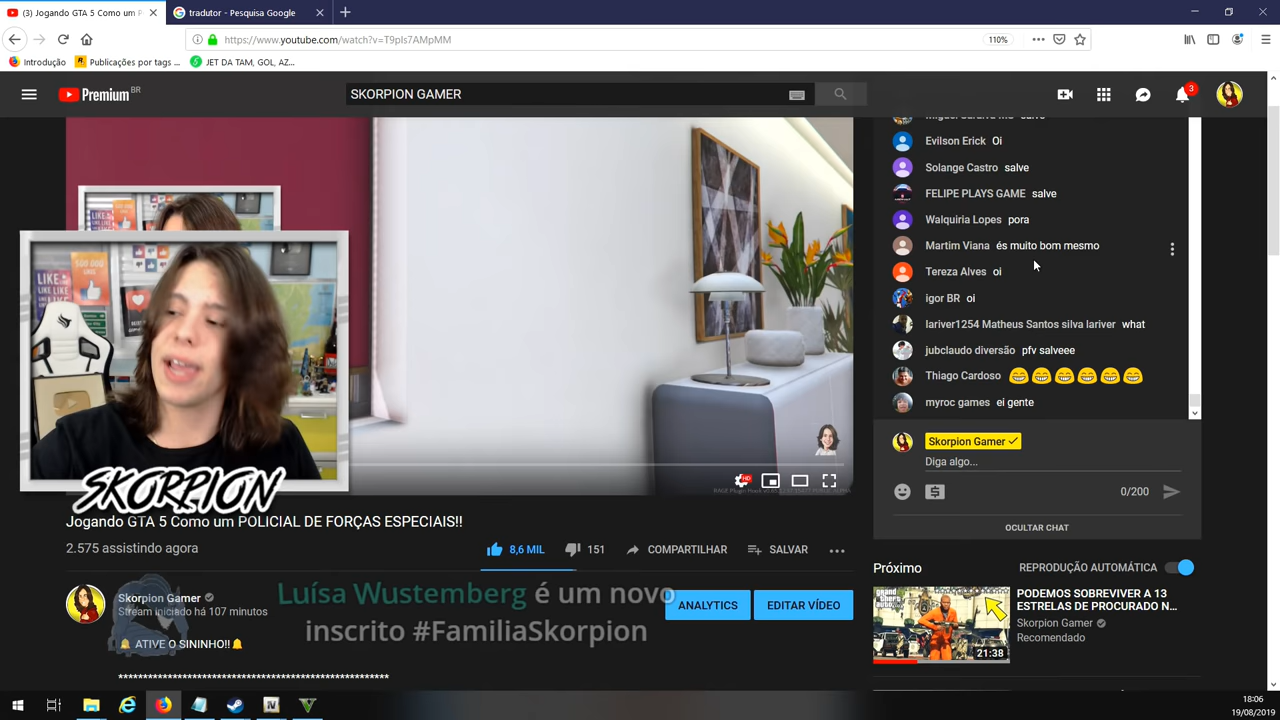 (3) Jogando GTA 5 Como um P
tradutor - Pesquisa Google
https://www.youtube.com/watch?v=T9pIs7AMpMM
110%
Introdução
Publicações por tags ...
JET DA TAM, GOL, AZ...
Premium BR
SKORPION GAMER
3
Evilson Erick Oi
Solange Castro salve
FELIPE PLAYS GAME salve
Walquiria Lopes pora
Martim Viana és muito bom mesmo
Tereza Alves oi
igor BR oi
lariver1254 Matheus Santos silva lariver what
jubclaudo diversão pfv salveee
Thiago Cardoso 😁😁😁😁😁😁
myroc games ei gente
Skorpion Gamer
Diga algo...
0/200
OCULTAR CHAT
SKORPION
HD
Jogando GTA 5 Como um POLICIAL DE FORÇAS ESPECIAIS!!
2.575 assistindo agora
8,6 MIL
151
COMPARTILHAR
SALVAR
Skorpion Gamer
Stream iniciado há 107 minutos
Luísa Wustemberg é um novo
inscrito #FamiliaSkorpion
ANALYTICS
EDITAR VÍDEO
🔔 ATIVE O SININHO!!🔔
Próximo
REPRODUÇÃO AUTOMÁTICA
PODEMOS SOBREVIVER A 13
ESTRELAS DE PROCURADO N...
Skorpion Gamer
Recomendado
21:38
18:06
19/08/2019